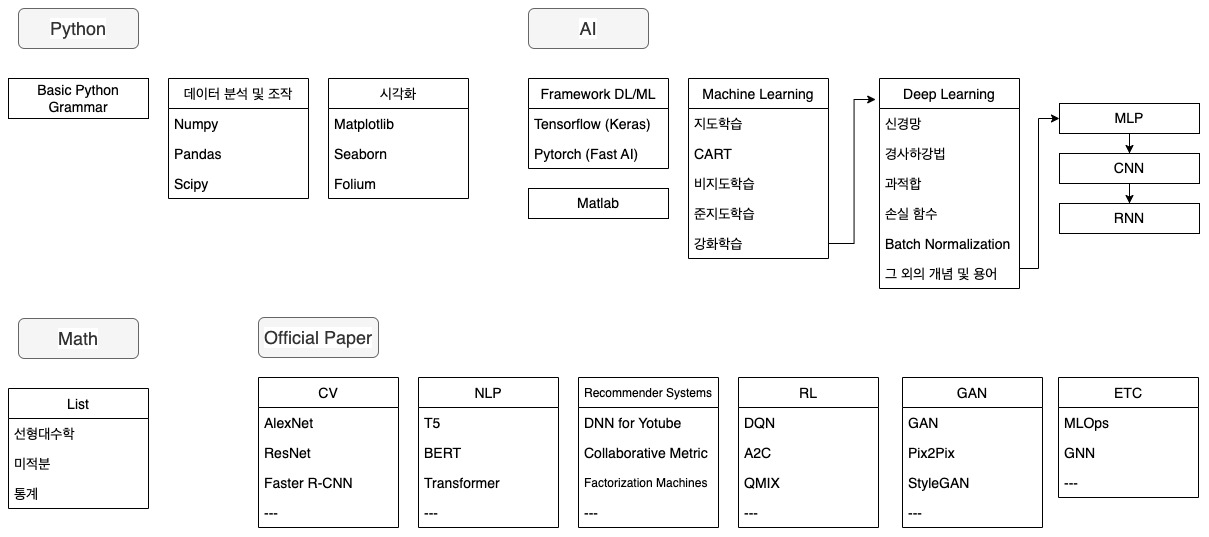 Python
Basic Python
Grammar
데이터 분석 및 조작
Numpy
Pandas
Scipy
시각화
Matplotlib
Seaborn
Folium
AI
Framework DL/ML
Tensorflow (Keras)
Pytorch (Fast AI)
Matlab
Machine Learning
지도학습
CART
비지도학습
준지도학습
강화학습
Deep Learning
신경망
경사하강법
과적합
손실 함수
Batch Normalization
그 외의 개념 및 용어
MLP
CNN
RNN
Math
List
선형대수학
미적분
통계
Official Paper
CV
AlexNet
ResNet
Faster R-CNN
---
NLP
T5
BERT
Transformer
---
Recommender Systems
DNN for Yotube
Collaborative Metric
Factorization Machines
---
RL
DQN
A2C
QMIX
---
GAN
GAN
Pix2Pix
StyleGAN
---
ETC
MLOps
GNN
---